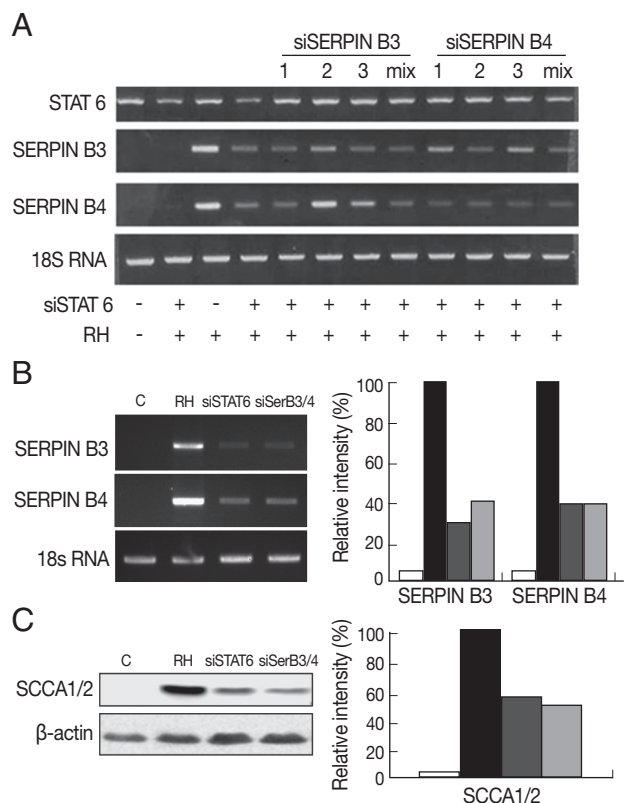 A
siSERPIN B3 siSERPIN B4
1 2 3 mix 1 2 3 mix
STAT 6
SERPIN B3
SERPIN B4
18S RNA
siSTAT 6 - + - + + + + + + + + +
RH - + + + + + + + + + + +
B
C RH siSTAT6 siSerB3/4
SERPIN B3
SERPIN B4
18s RNA
Relative intensity (%)
100
80
60
40
20
0
SERPIN B3 SERPIN B4
C
C RH siSTAT6 siSerB3/4
SCCA1/2
β-actin
Relative intensity (%)
100
80
60
40
20
0
SCCA1/2